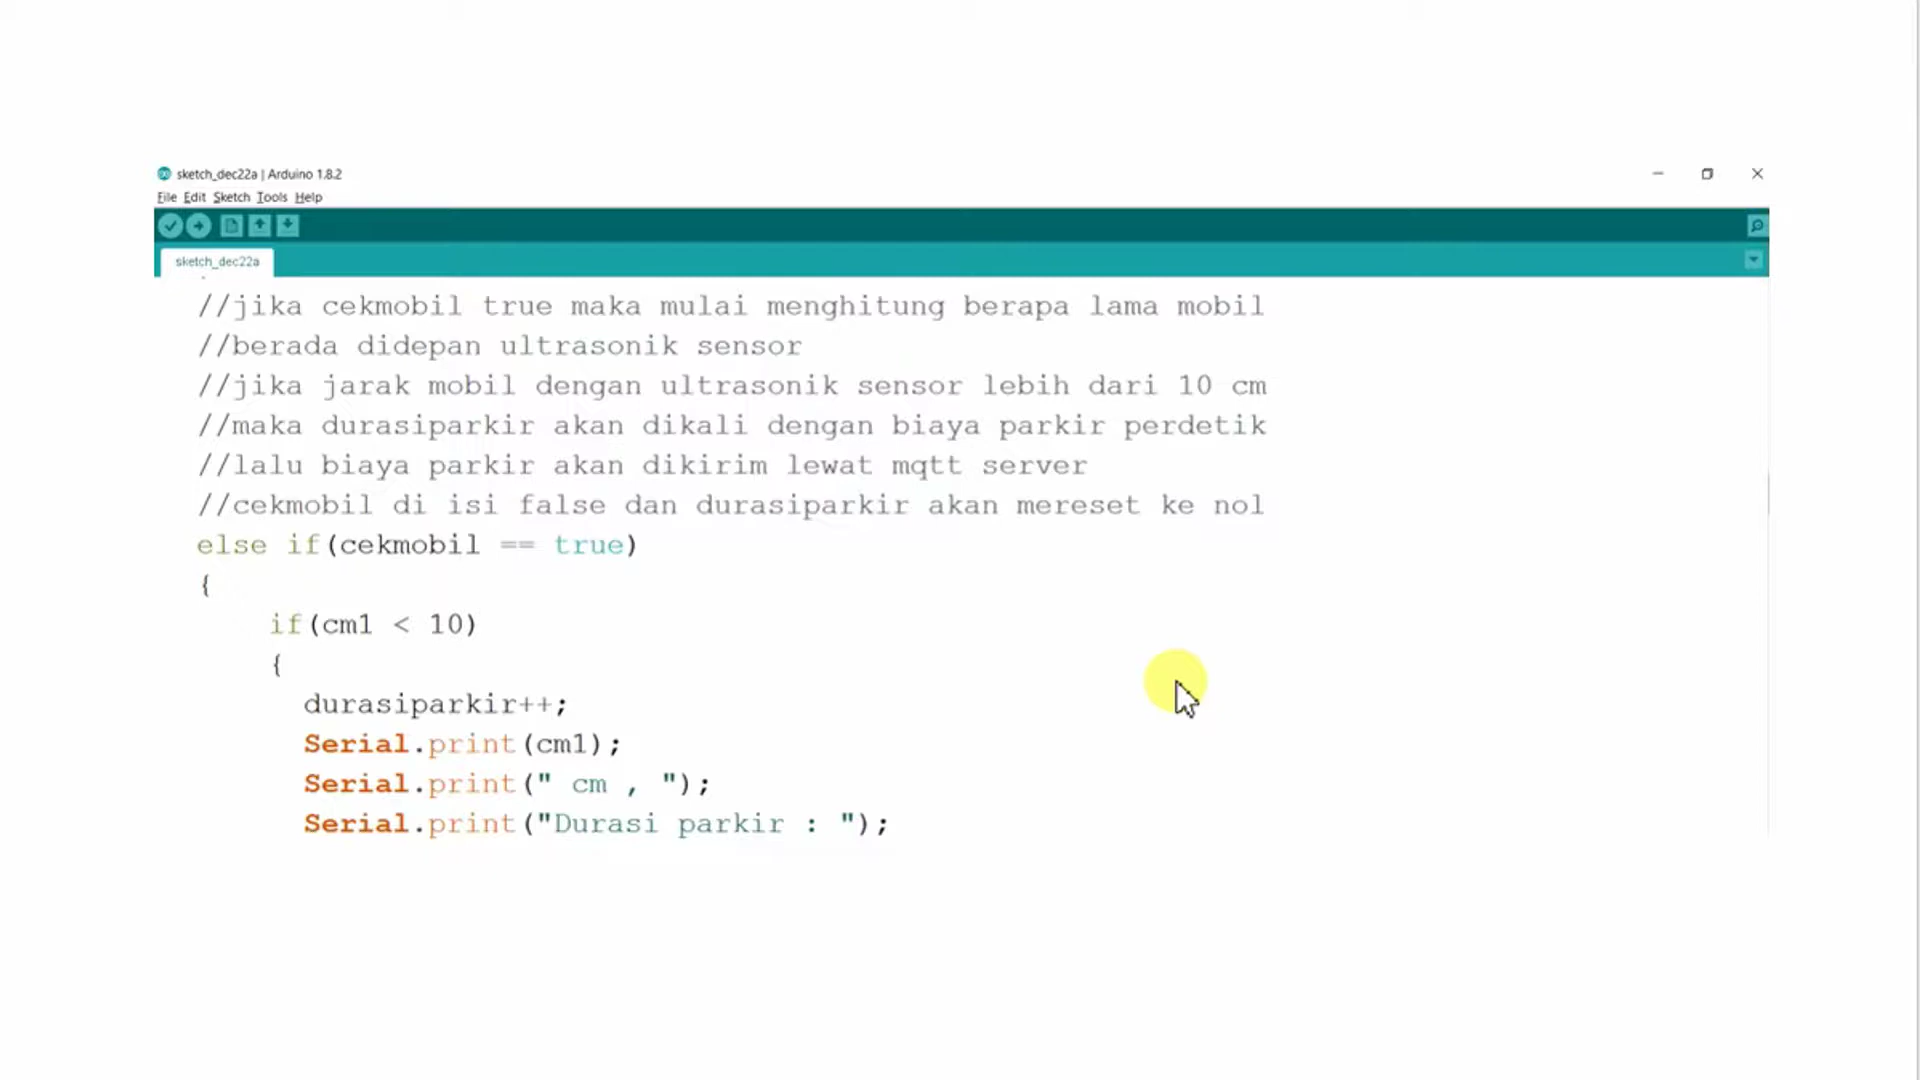 sketch_dec22a | Arduino 1.8.2
File Edit Sketch Tools Help
sketch_dec22a
//jika cekmobil true maka mulai menghitung berapa lama mobil
//berada didepan ultrasonik sensor
//jika jarak mobil dengan ultrasonik sensor lebih dari 10 cm
//maka durasiparkir akan dikali dengan biaya parkir perdetik
//lalu biaya parkir akan dikirim lewat mqtt server
//cekmobil di isi false dan durasiparkir akan mereset ke nol
else if(cekmobil == true)
{
if(cm1 < 10)
{
durasiparkir++;
Serial.print(cm1);
Serial.print(" cm , ");
Serial.print("Durasi parkir : ");